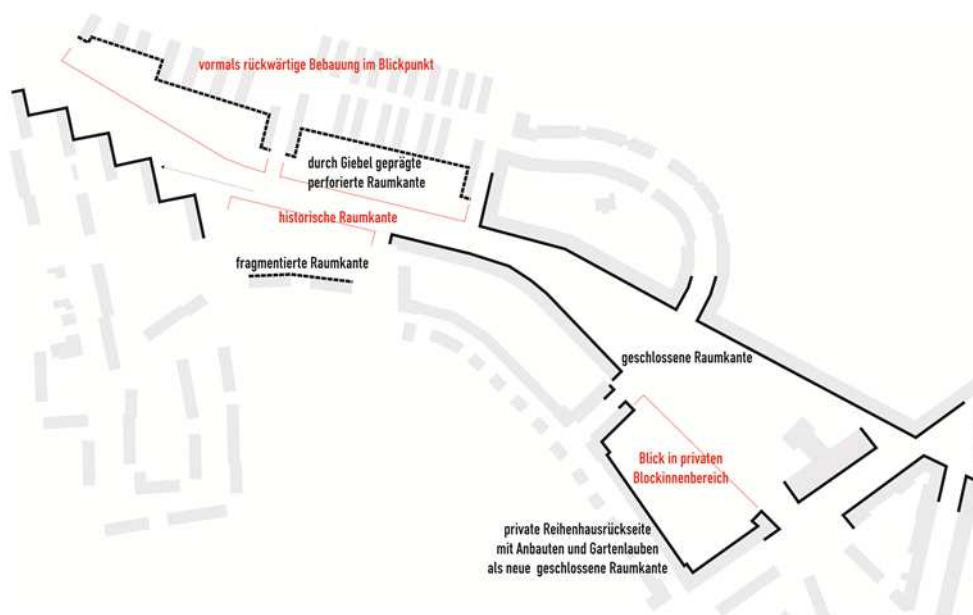 vormals rückwärtige Bebauung im Blickpunkt
durch Giebel geprägte
perforierte Raumkante
historische Raumkante
fragmentierte Raumkante
geschlossene Raumkante
Blick in privaten
Blockinnenbereich
private Reihenhausrückseite
mit Anbauten und Gartenlauben
als neue geschlossene Raumkante